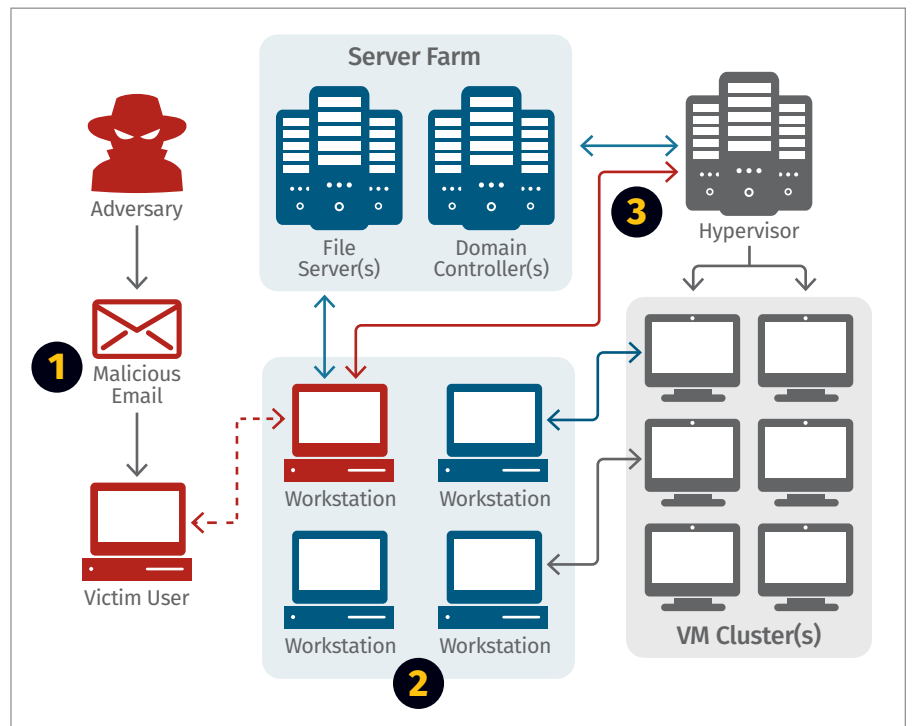 Server Farm
Adversary
File
Server(s)
Domain
Controller(s)
3
Hypervisor
1
Malicious
Email
Victim User
Workstation
Workstation
Workstation
Workstation
2
VM Cluster(s)